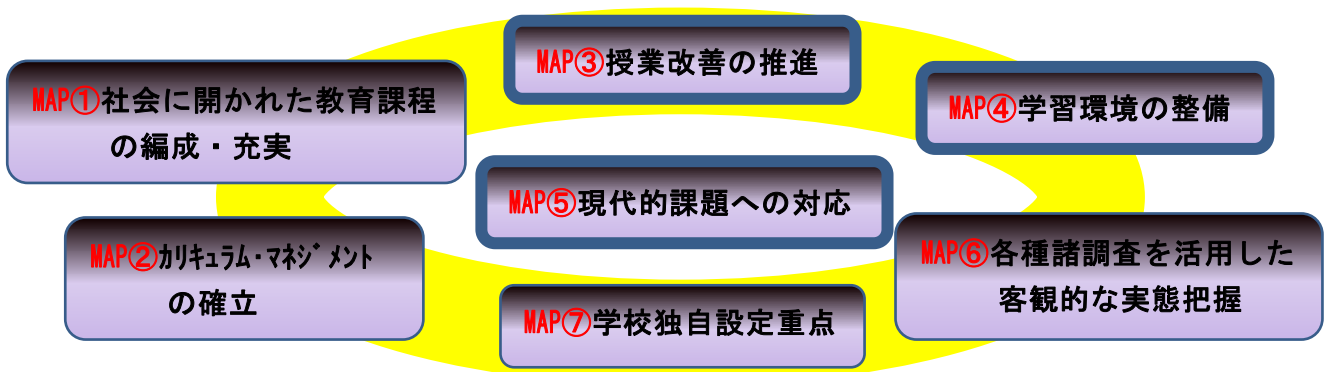 MAP①社会に開かれた教育課程
の編成・充実
MAP②ｶﾘｷｭﾗﾑ・ﾏﾈｼﾞﾒﾝﾄ
の確立
MAP③授業改善の推進
MAP④学習環境の整備
MAP⑤現代的課題への対応
MAP⑥各種諸調査を活用した
客観的な実態把握
MAP⑦学校独自設定重点